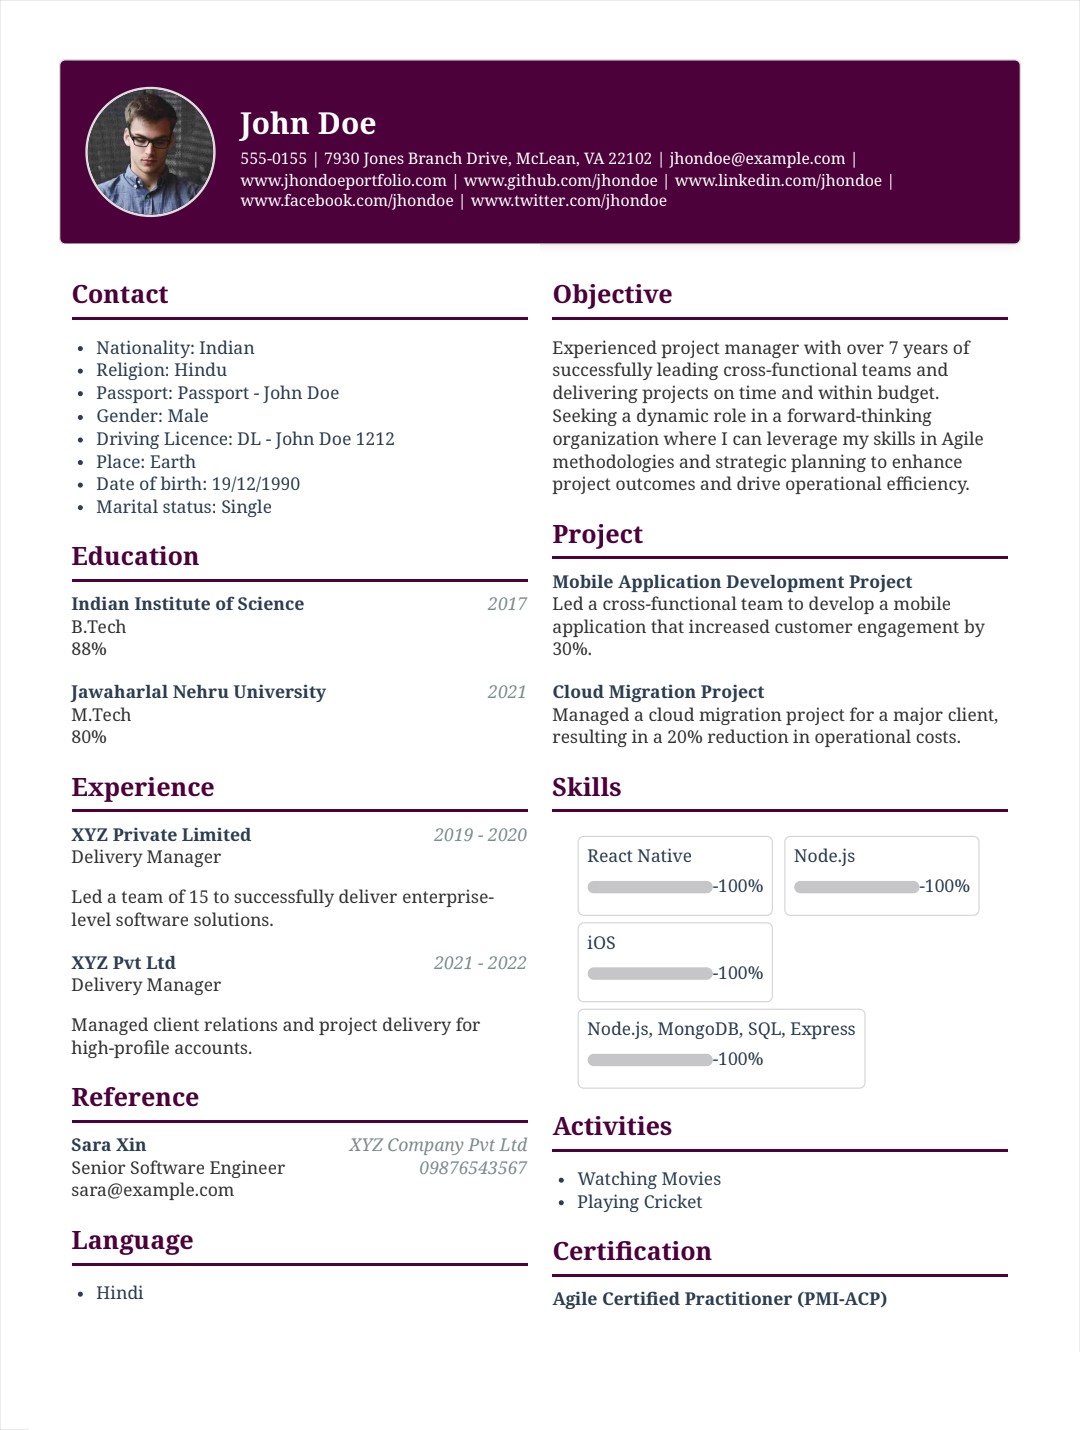 John Doe
555-0155 | 7930 Jones Branch Drive, McLean, VA 22102 | jhondoe@example.com |
www.jhondoeportfolio.com | www.github.com/jhondoe | www.linkedin.com/jhondoe |
www.facebook.com/jhondoe | www.twitter.com/jhondoe
Contact
• Nationality: Indian
• Religion: Hindu
• Passport: Passport - John Doe
• Gender: Male
• Driving Licence: DL - John Doe 1212
• Place: Earth
• Date of birth: 19/12/1990
• Marital status: Single
Education
Indian Institute of Science 2017
B.Tech
88%
Jawaharlal Nehru University 2021
M.Tech
80%
Experience
XYZ Private Limited 2019 - 2020
Delivery Manager
Led a team of 15 to successfully deliver enterprise-
level software solutions.
XYZ Pvt Ltd 2021 - 2022
Delivery Manager
Managed client relations and project delivery for
high-profile accounts.
Reference
Sara Xin XYZ Company Pvt Ltd
Senior Software Engineer 09876543567
sara@example.com
Language
• Hindi
Objective
Experienced project manager with over 7 years of
successfully leading cross-functional teams and
delivering projects on time and within budget.
Seeking a dynamic role in a forward-thinking
organization where I can leverage my skills in Agile
methodologies and strategic planning to enhance
project outcomes and drive operational efficiency.
Project
Mobile Application Development Project
Led a cross-functional team to develop a mobile
application that increased customer engagement by
30%.
Cloud Migration Project
Managed a cloud migration project for a major client,
resulting in a 20% reduction in operational costs.
Skills
React Native
-100%
Node.js
-100%
iOS
-100%
Node.js, MongoDB, SQL, Express
-100%
Activities
• Watching Movies
• Playing Cricket
Certification
Agile Certified Practitioner (PMI-ACP)